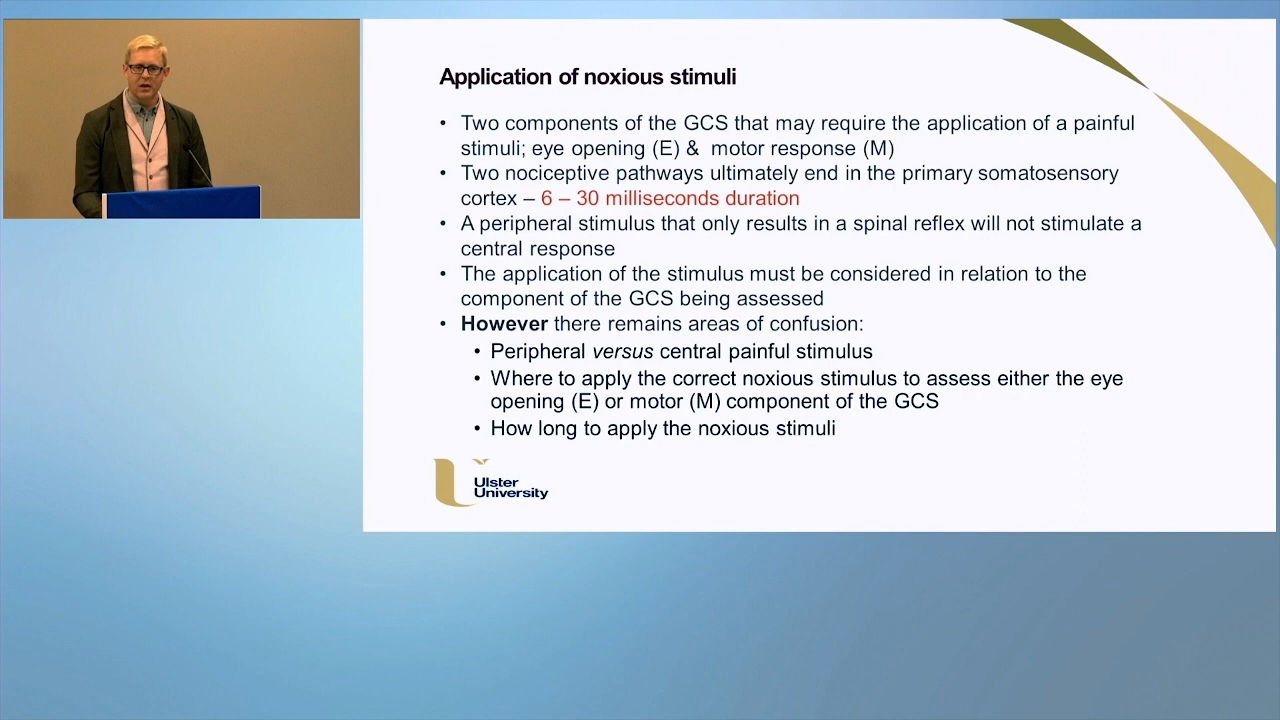 Application of noxious stimuli
• Two components of the GCS that may require the application of a painful
stimuli; eye opening (E) & motor response (M)
• Two nociceptive pathways ultimately end in the primary somatosensory
cortex – 6 – 30 milliseconds duration
• A peripheral stimulus that only results in a spinal reflex will not stimulate a
central response
• The application of the stimulus must be considered in relation to the
component of the GCS being assessed
• However there remains areas of confusion:
• Peripheral versus central painful stimulus
• Where to apply the correct noxious stimulus to assess either the eye
opening (E) or motor (M) component of the GCS
• How long to apply the noxious stimuli
Ulster
University